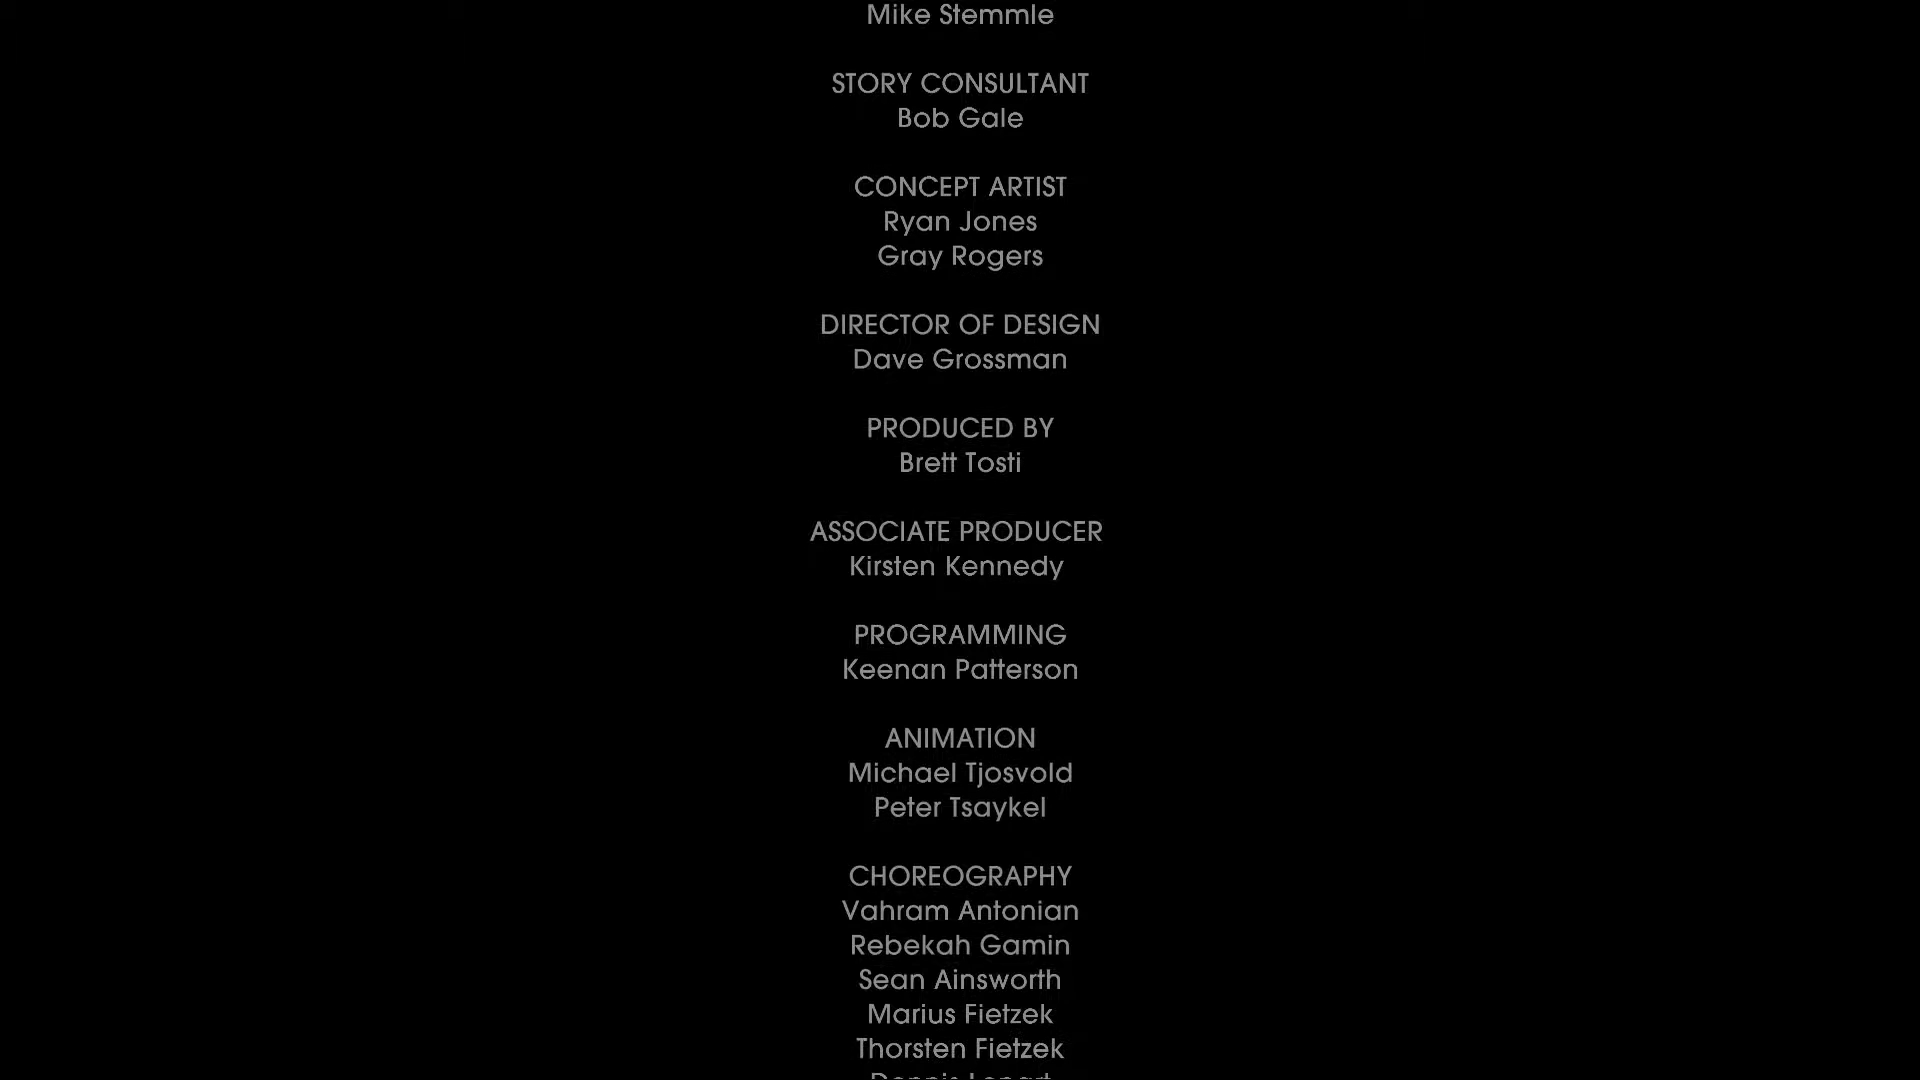 Mike Stemmle
STORY CONSULTANT
Bob Gale
CONCEPT ARTIST
Ryan Jones
Gray Rogers
DIRECTOR OF DESIGN
Dave Grossman
PRODUCED BY
Brett Tosti
ASSOCIATE PRODUCER
Kirsten Kennedy
PROGRAMMING
Keenan Patterson
ANIMATION
Michael Tjosvold
Peter Tsaykel
CHOREOGRAPHY
Vahram Antonian
Rebekah Gamin
Sean Ainsworth
Marius Fietzek
Thorsten Fietzek